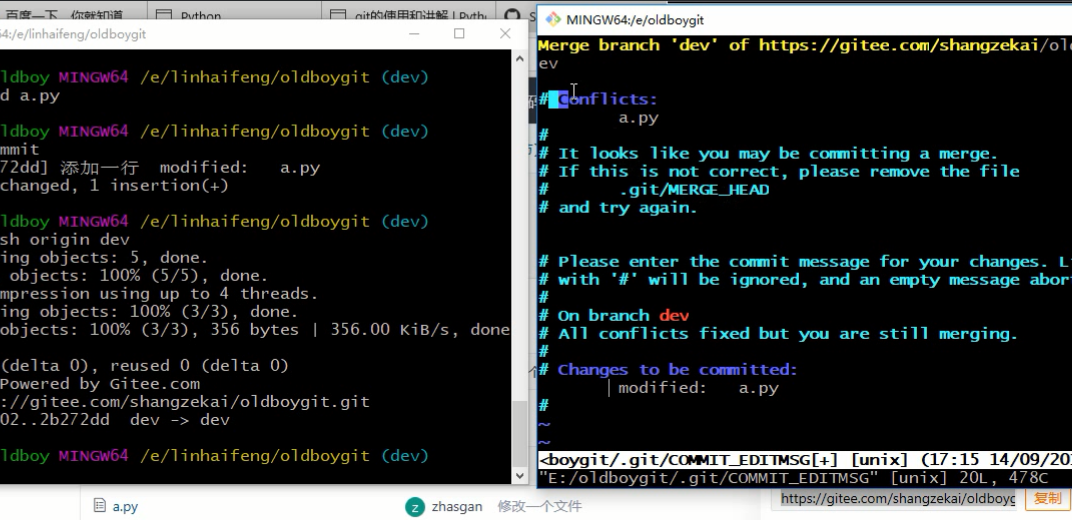 百度一下，你就知道
Python
git的使用和讲解 | Pyth
64:/e/linhaifeng/oldboygit
ldboy MINGW64 /e/linhaifeng/oldboygit (dev)
d a.py
ldboy MINGW64 /e/linhaifeng/oldboygit (dev)
mmit
72dd] 添加一行 modified: a.py
changed, 1 insertion(+)
ldboy MINGW64 /e/linhaifeng/oldboygit (dev)
sh origin dev
ing objects: 5, done.
objects: 100% (5/5), done.
mpression using up to 4 threads.
ing objects: 100% (3/3), done.
objects: 100% (3/3), 356 bytes | 356.00 KiB/s, done
(delta 0), reused 0 (delta 0)
Powered by Gitee.com
://gitee.com/shangzekai/oldboygit.git
02..2b272dd dev -> dev
ldboy MINGW64 /e/linhaifeng/oldboygit (dev)
MINGW64:/e/oldboygit
Merge branch 'dev' of https://gitee.com/shangzekai/old
ev
# Conflicts:
a.py
#
# It looks like you may be committing a merge.
# If this is not correct, please remove the file
# .git/MERGE_HEAD
# and try again.
# Please enter the commit message for your changes. Li
# with '#' will be ignored, and an empty message abor
#
# On branch dev
# All conflicts fixed but you are still merging.
#
# Changes to be committed:
# modified: a.py
#
~
~
<boygit/.git/COMMIT_EDITMSG[+] [unix] (17:15 14/09/20
"E:/oldboygit/.git/COMMIT_EDITMSG" [unix] 20L, 478C
a.py
z zhasgan 修改一个文件
https://gitee.com/shangzekai/oldboyg
复制